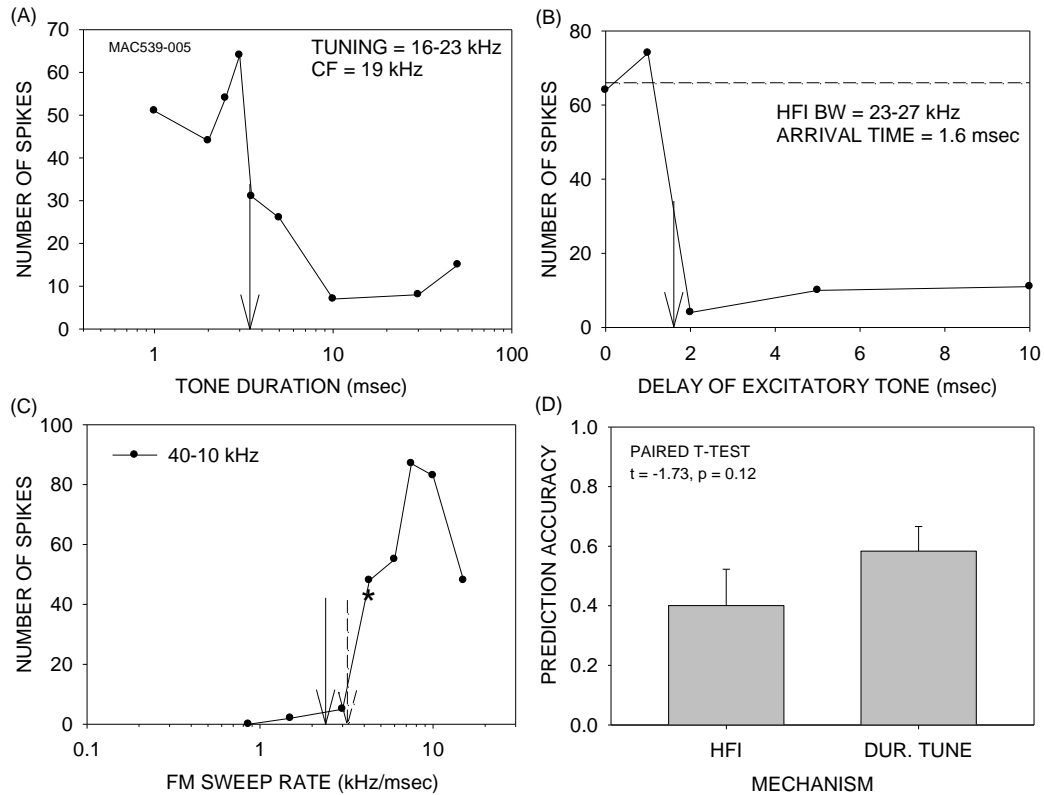 (A)
MAC539-005
TUNING = 16-23 kHz
CF = 19 kHz
NUMBER OF SPIKES
70
60
50
40
30
20
10
0
1
10
100
TONE DURATION (msec)
(B)
HFI BW = 23-27 kHz
ARRIVAL TIME = 1.6 msec
NUMBER OF SPIKES
80
60
40
20
0
0
2
4
6
8
10
DELAY OF EXCITATORY TONE (msec)
(C)
40-10 kHz
NUMBER OF SPIKES
100
80
60
40
20
0
*
0.1
1
10
FM SWEEP RATE (kHz/msec)
(D)
PAIRED T-TEST
t = -1.73, p = 0.12
PREDICTION ACCURACY
1.0
0.8
0.6
0.4
0.2
0.0
HFI
DUR. TUNE
MECHANISM